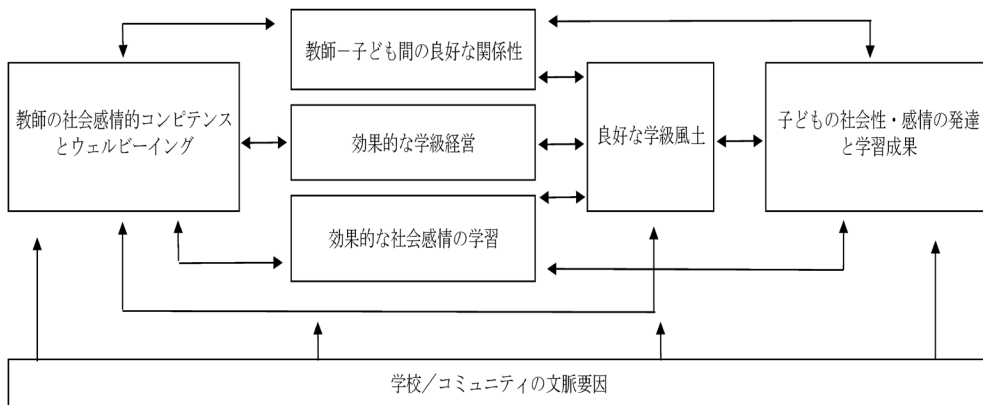 教師－子ども間の良好な関係性
教師の社会感情的コンピテンス
とウェルビーイング
効果的な学級経営
良好な学級風土
子どもの社会性・感情の発達
と学習成果
効果的な社会感情の学習
学校／コミュニティの文脈要因